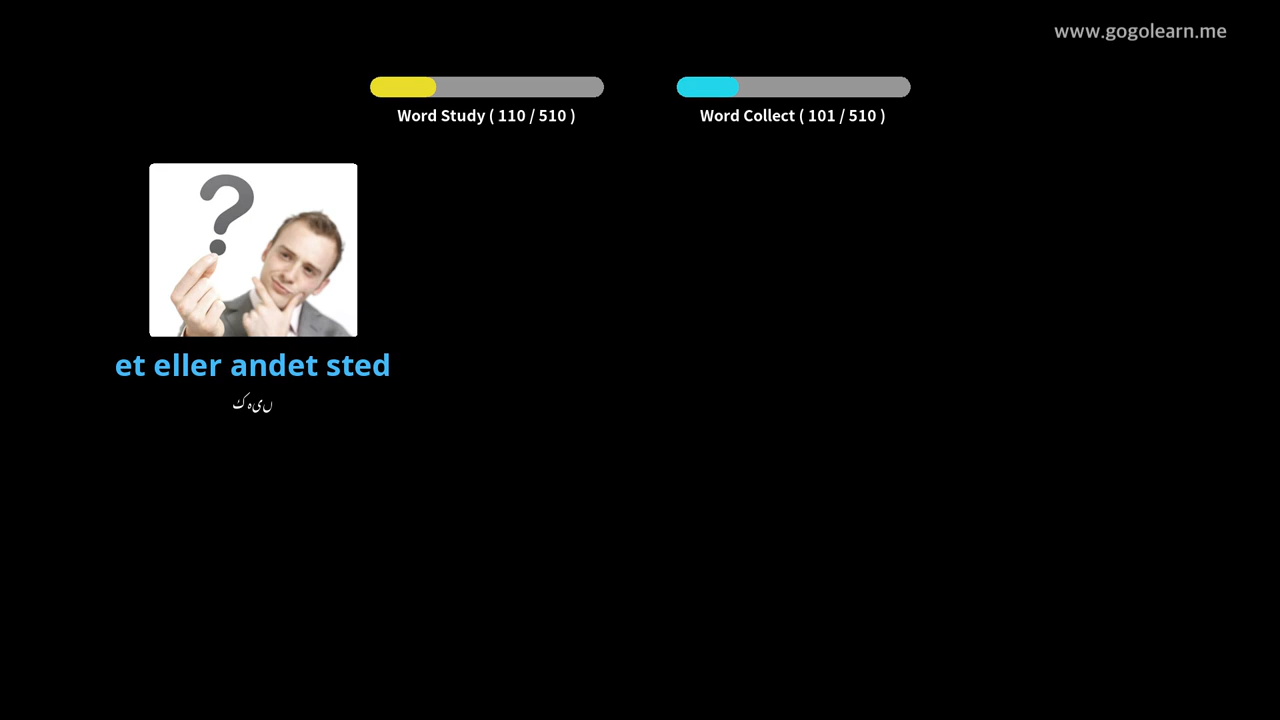 www.gogolearn.me
Word Study ( 110 / 510 )
Word Collect ( 101 / 510 )
et eller andet sted
کہیں